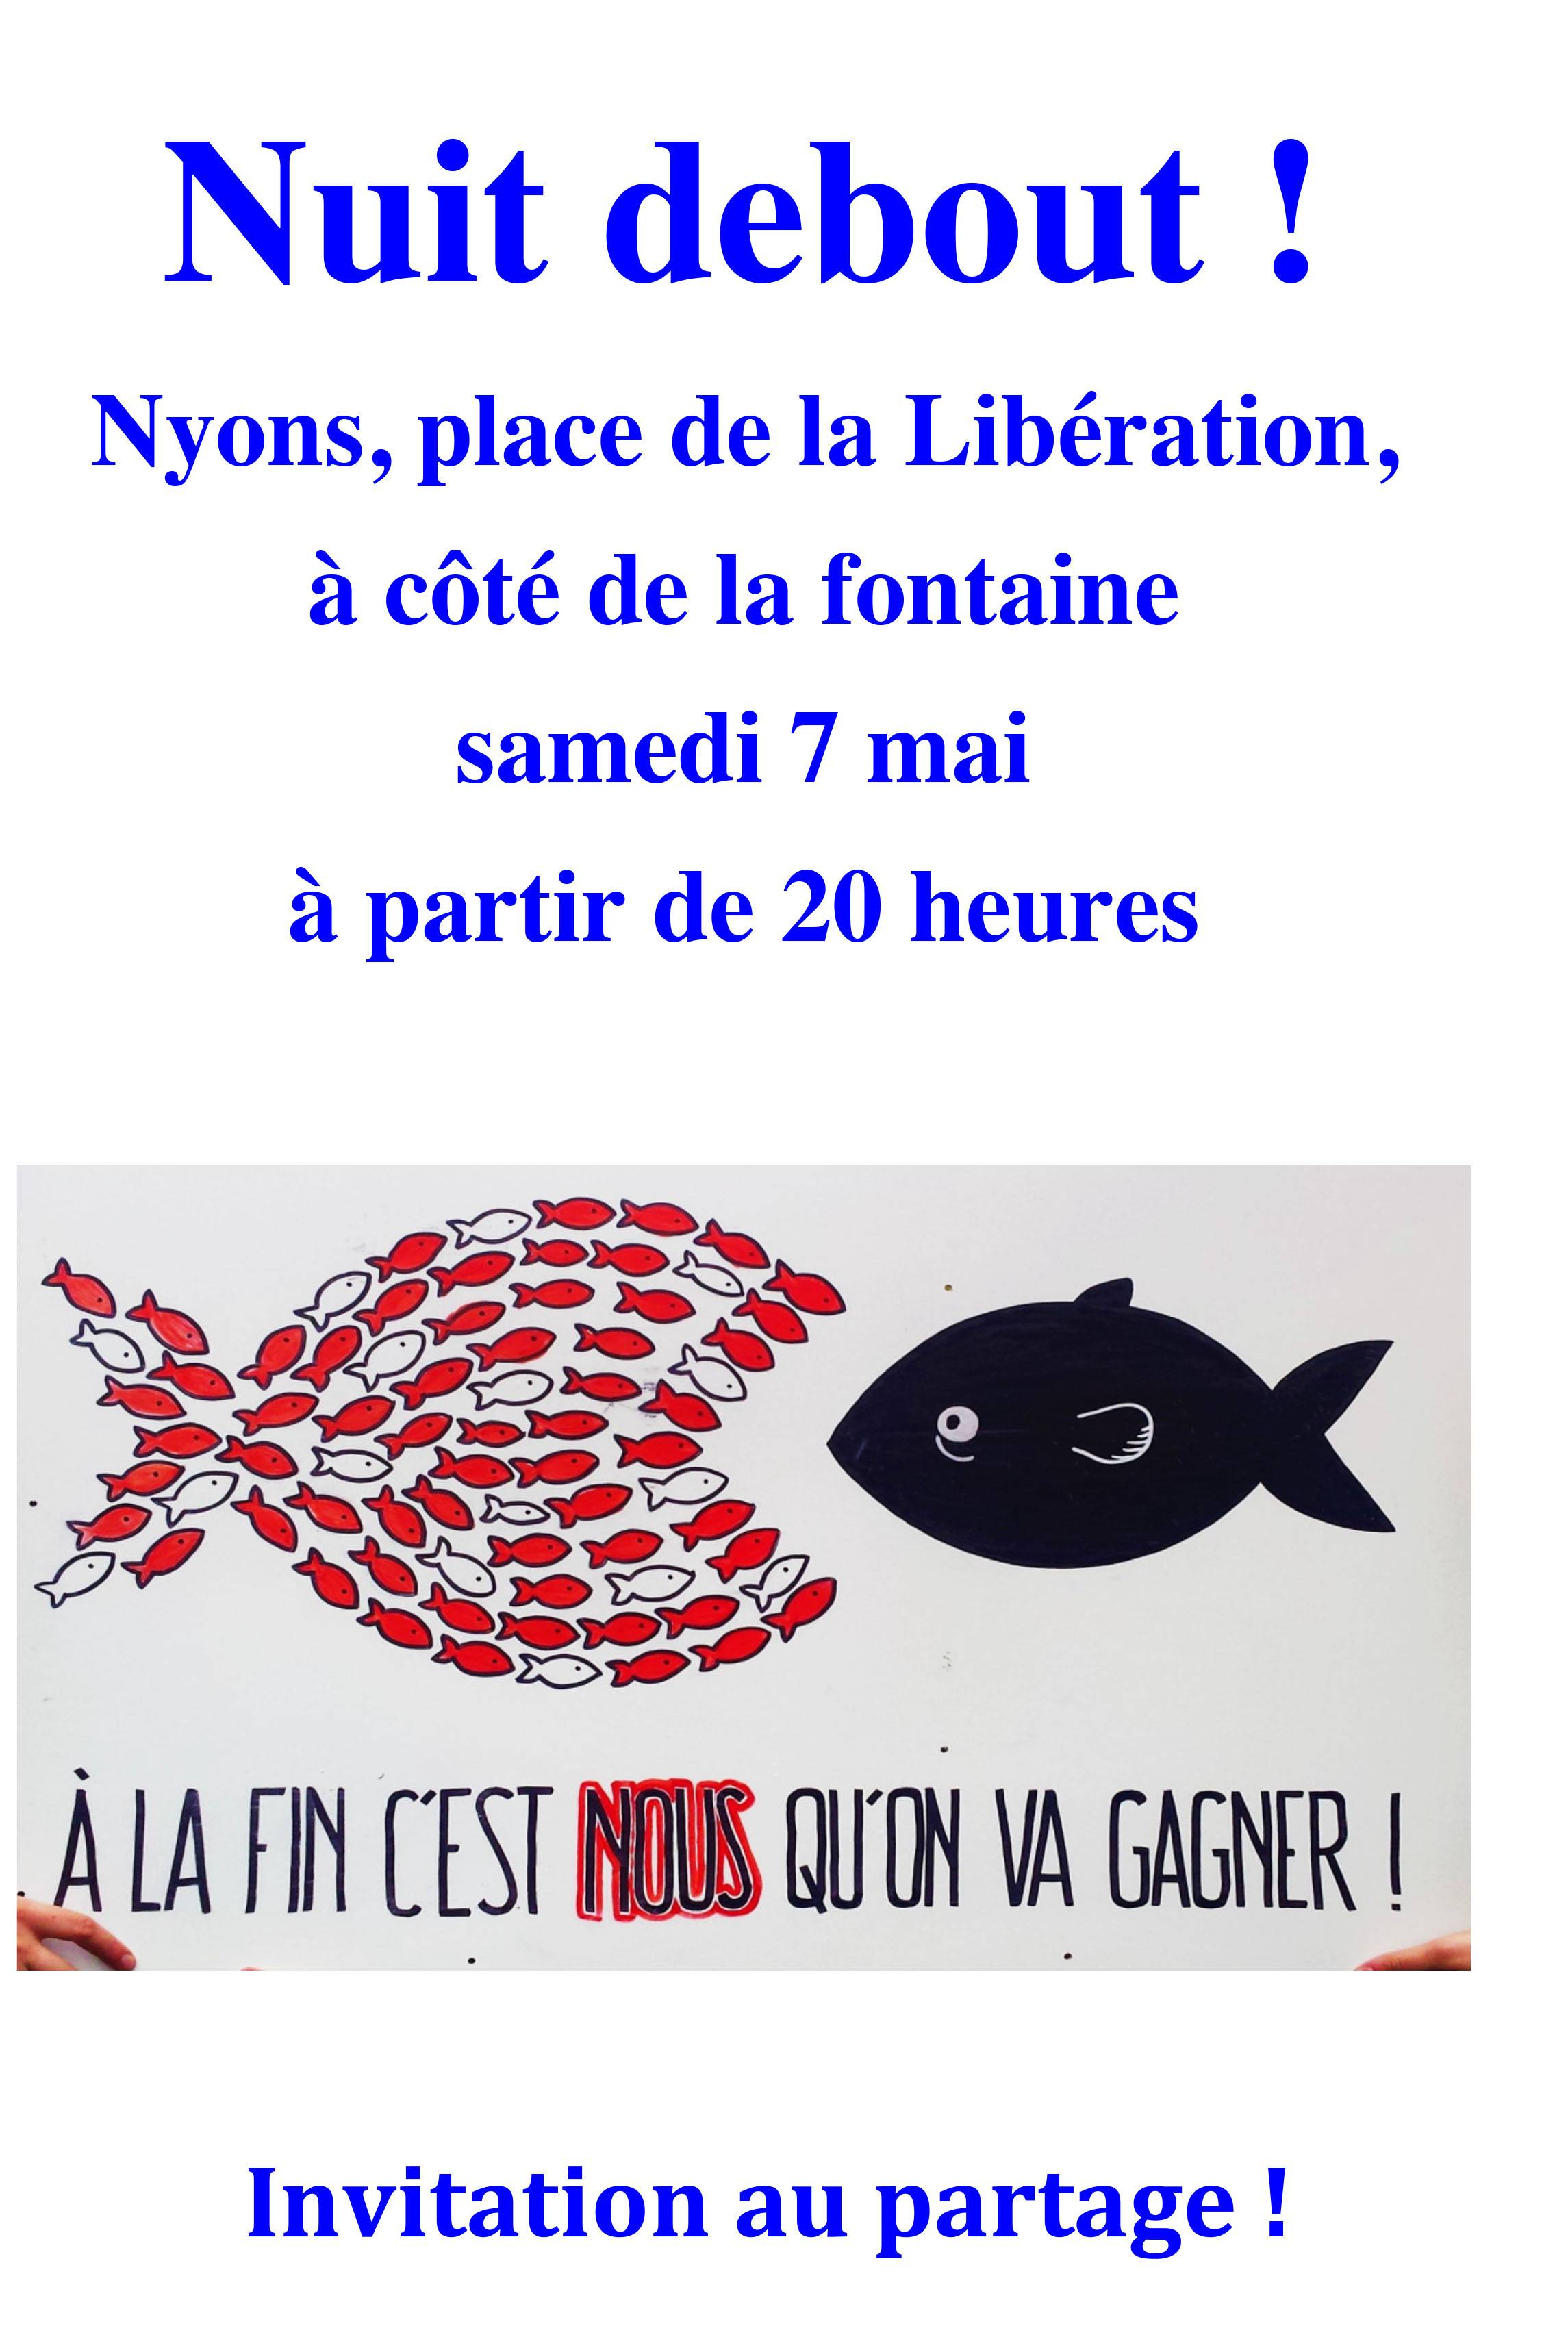 Nuit debout !
Nyons, place de la Libération,
à côté de la fontaine
samedi 7 mai
à partir de 20 heures
À LA FIN C'EST NOUS QU'ON VA GAGNER !
Invitation au partage !